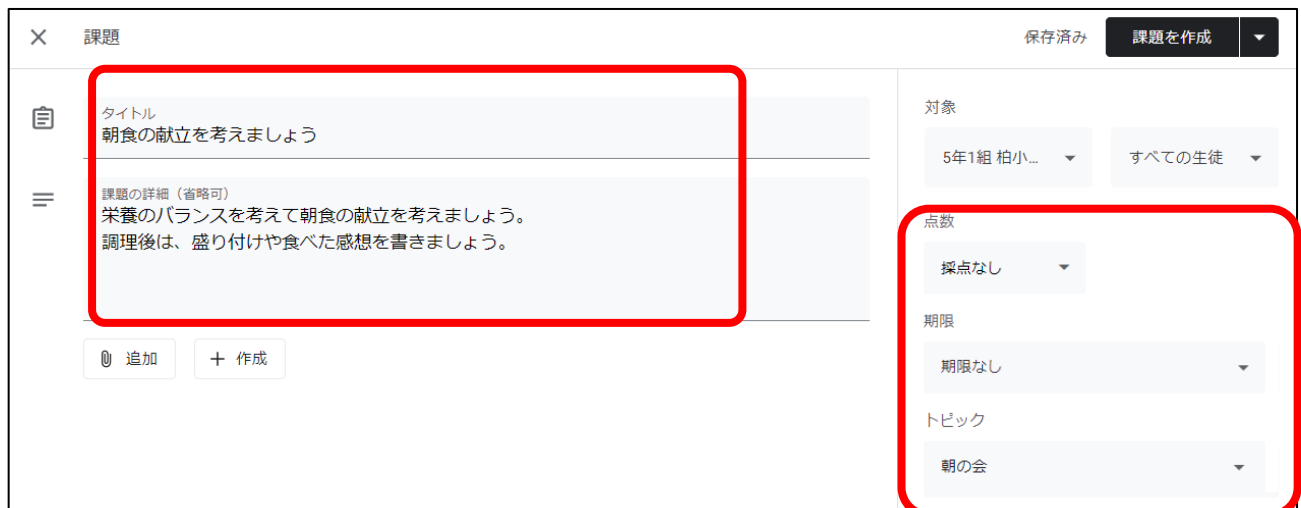 課題
保存済み
課題を作成
タイトル
朝食の献立を考えましょう
課題の詳細（省略可）
栄養のバランスを考えて朝食の献立を考えましょう。
調理後は、盛り付けや食べた感想を書きましょう。
追加
作成
対象
5年1組 柏小...
すべての生徒
点数
採点なし
期限
期限なし
トピック
朝の会